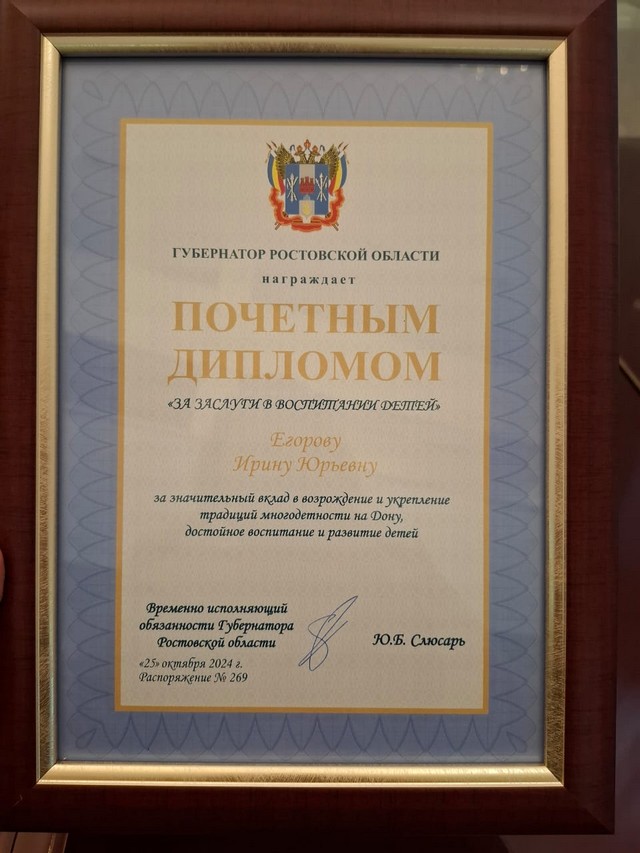 ГУБЕРНАТОР РОСТОВСКОЙ ОБЛАСТИ
награждает
ПОЧЕТНЫМ
ДИПЛОМОМ
«ЗА ЗАСЛУГИ В ВОСПИТАНИИ ДЕТЕЙ»
Егорову
Ирину Юрьевну
за значительный вклад в возрождение и укрепление
традиций многодетности на Дону,
достойное воспитание и развитие детей
Временно исполняющий
обязанности Губернатора
Ростовской области
Ю.Б. Слюсарь
«25» октября 2024 г.
Распоряжение № 269